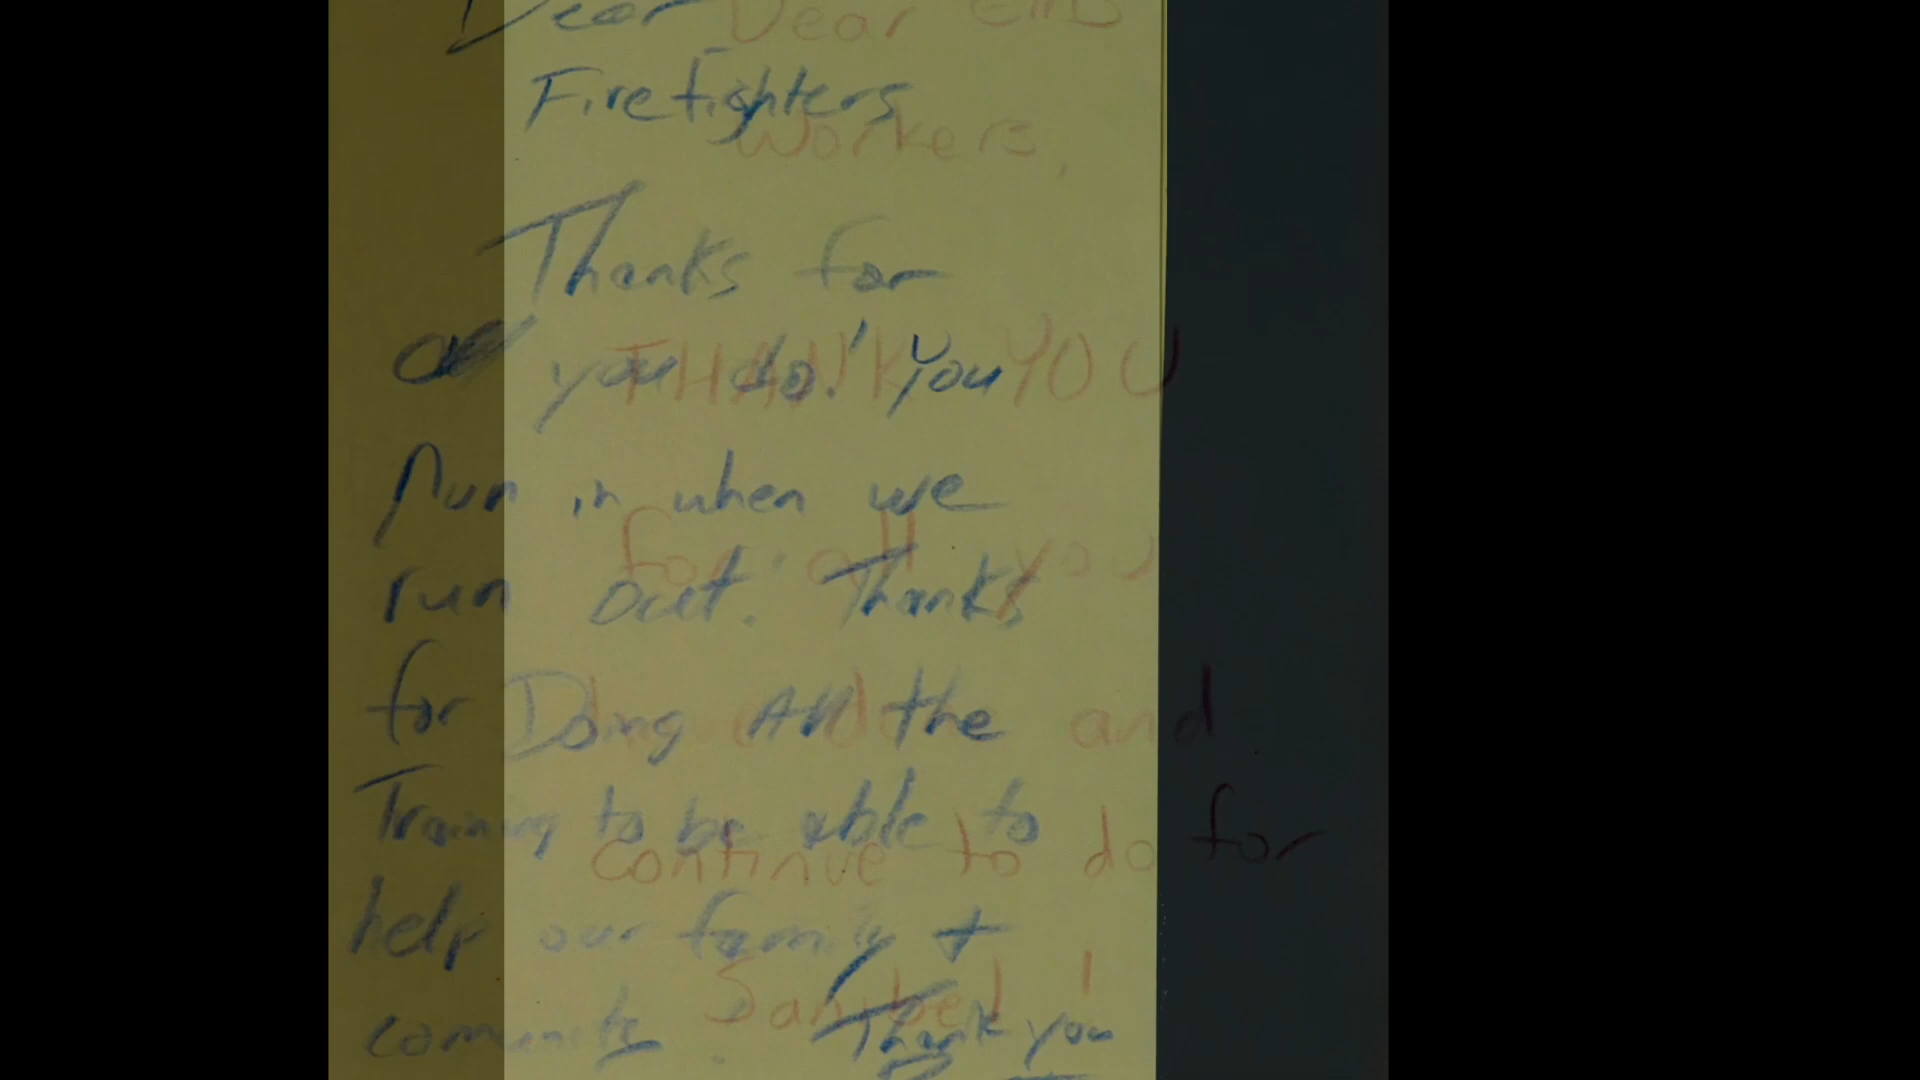 Dear
Firefighters
Thanks for
all you do! You
run in when we
run out. Thanks
for Doing All the
Training to be able to
help our family +
community. Thank you
Dear EMS
Workers,
THANK YOU
for all you
and
continue to do for
Sanibel!